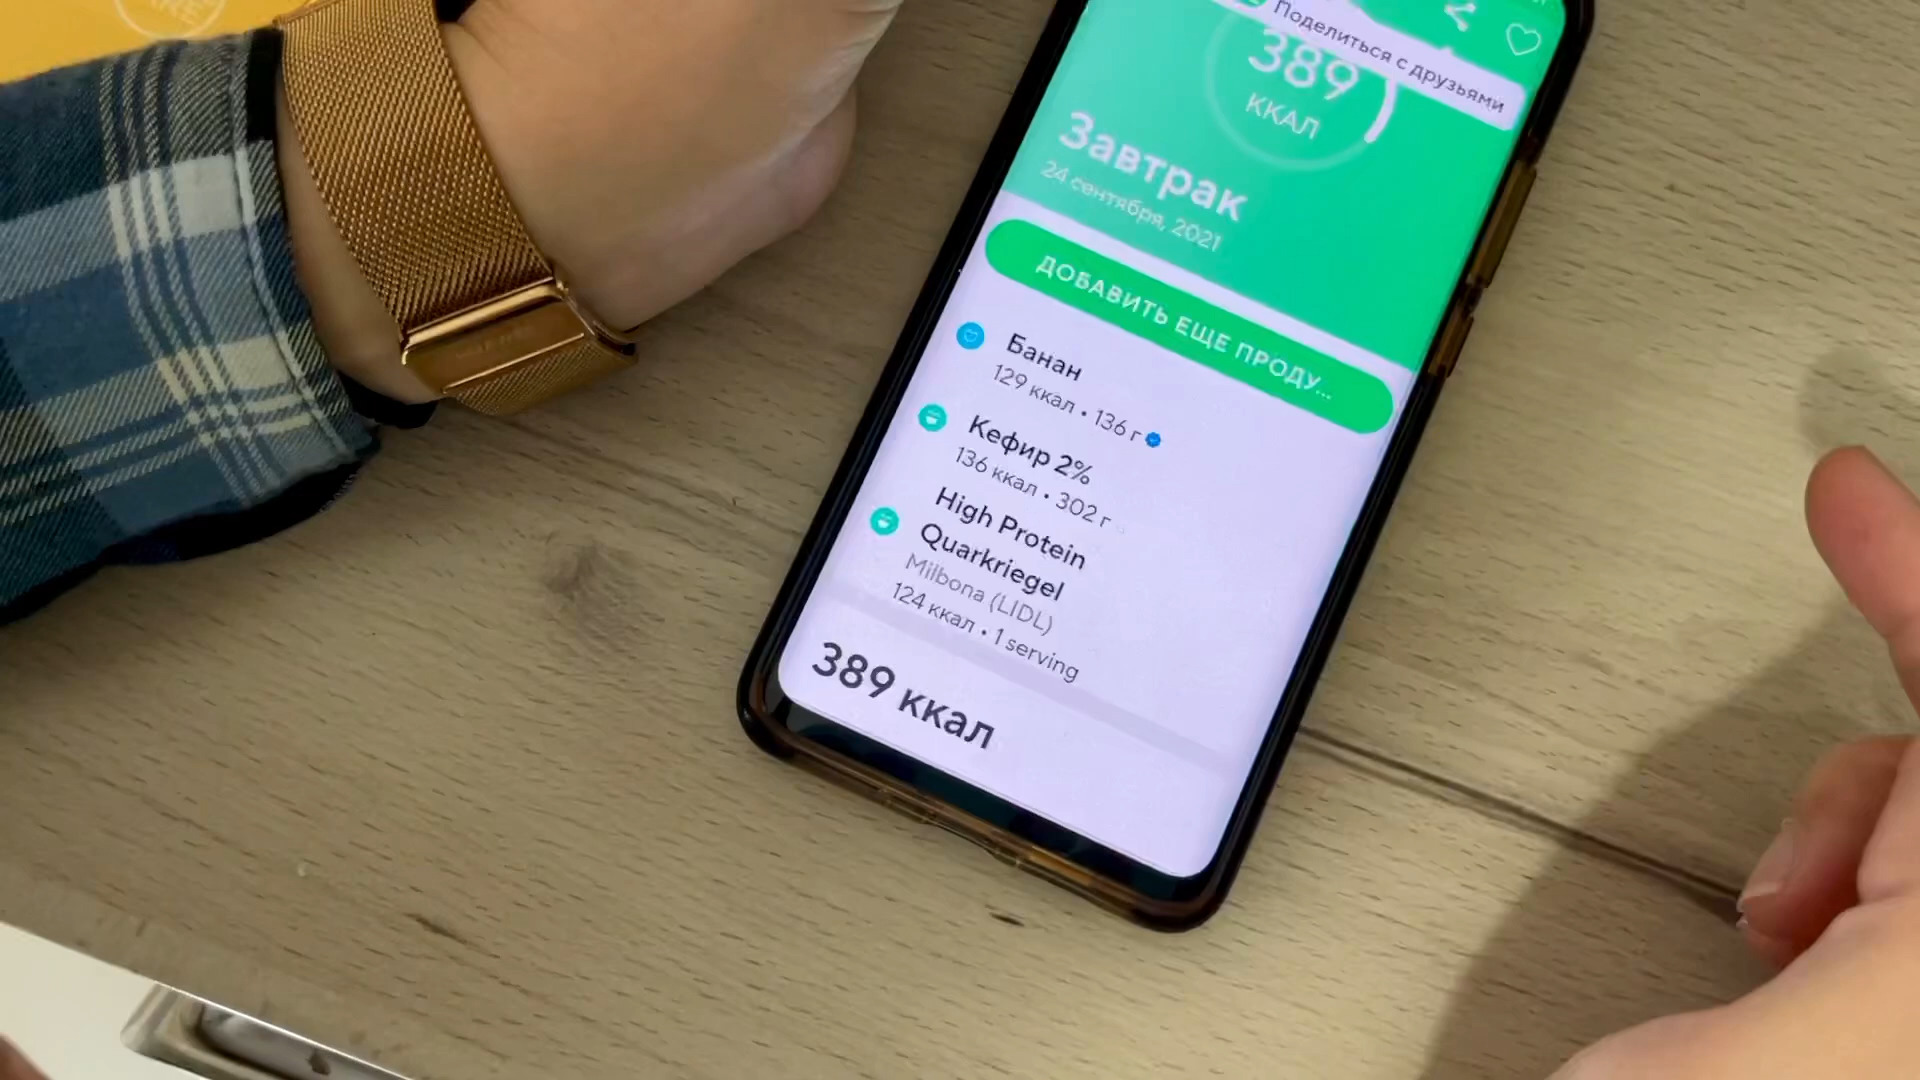 Поделиться с друзьями
389
ККАЛ
Завтрак
24 сентября, 2021
ДОБАВИТЬ ЕЩЕ ПРОДУ...
Банан
129 ккал • 136 г
Кефир 2%
136 ккал • 302 г
High Protein
Quarkriegel
Milbona (LIDL)
124 ккал • 1 serving
389 ккал